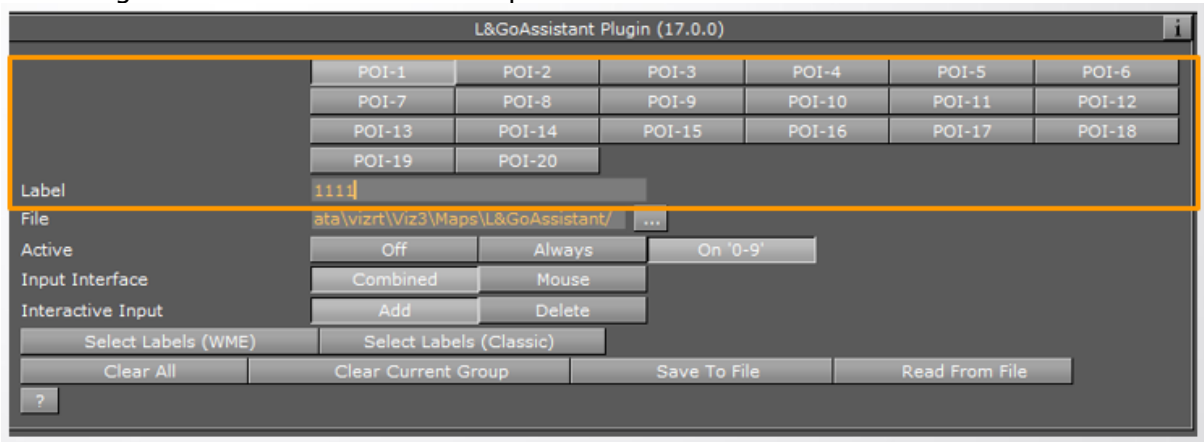 L&GoAssistant Plugin (17.0.0) i
POI-1 POI-2 POI-3 POI-4 POI-5 POI-6
POI-7 POI-8 POI-9 POI-10 POI-11 POI-12
POI-13 POI-14 POI-15 POI-16 POI-17 POI-18
POI-19 POI-20
Label 1111
File ata\vizrt\Viz3\Maps\L&GoAssistant/ ...
Active Off Always On '0-9'
Input Interface Combined Mouse
Interactive Input Add Delete
Select Labels (WME) Select Labels (Classic)
Clear All Clear Current Group Save To File Read From File
?